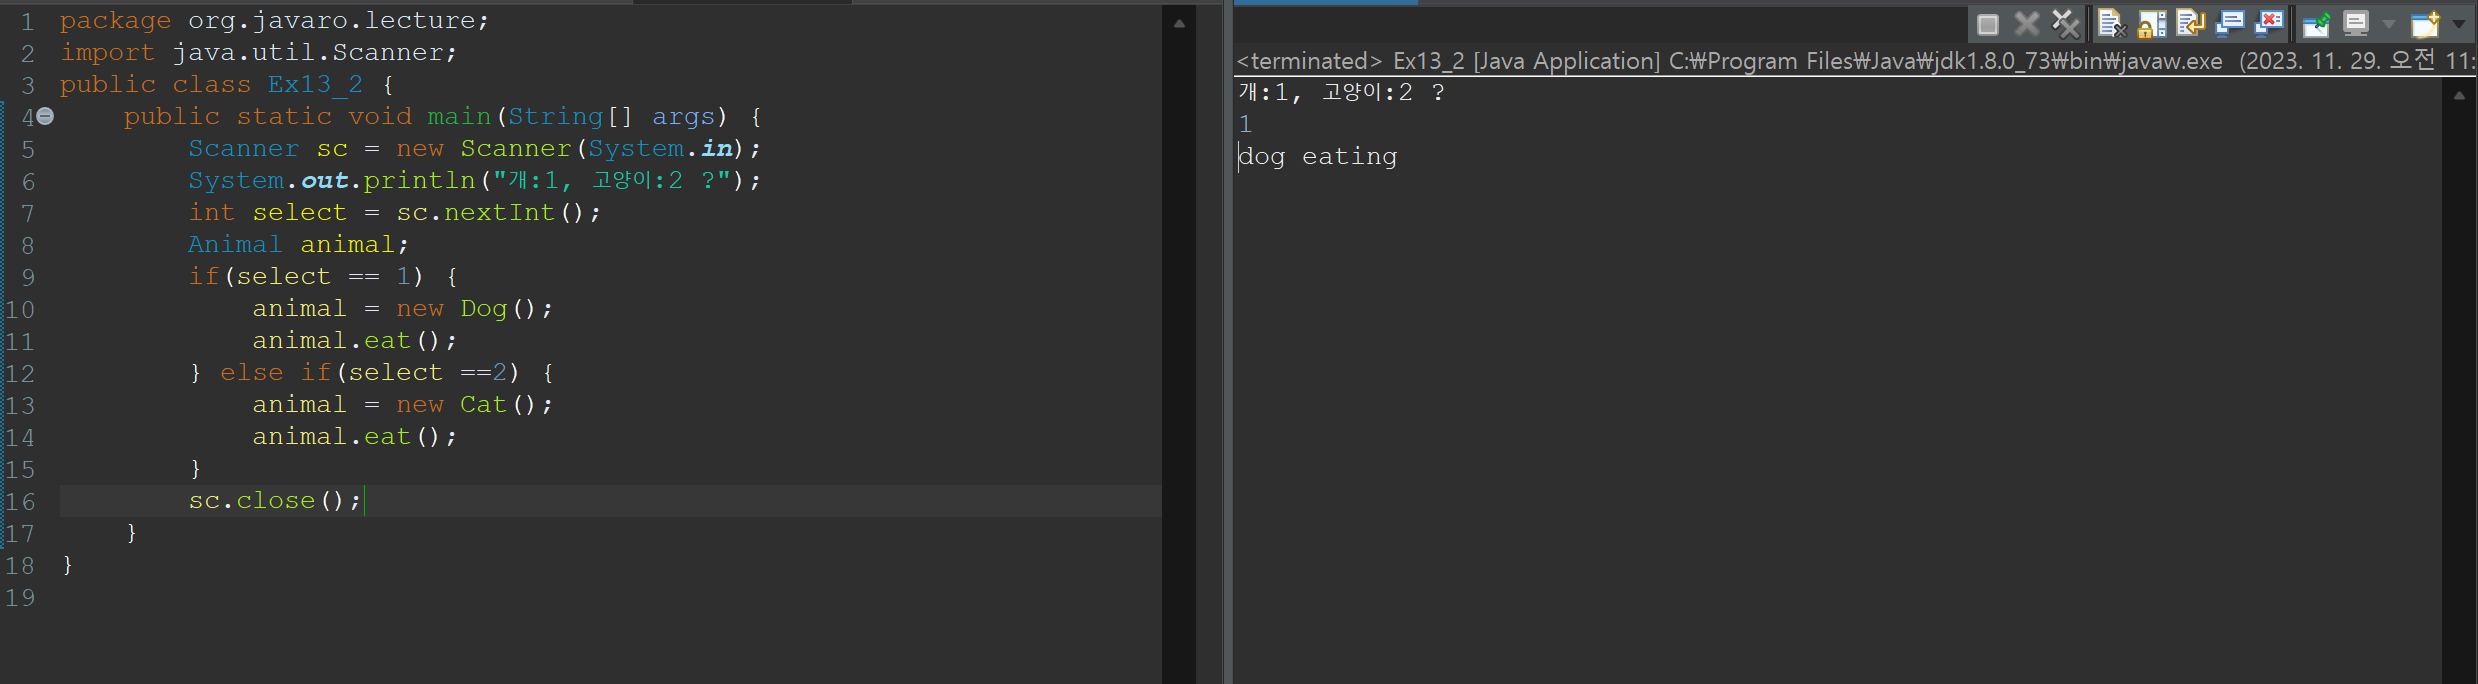 1 package org.javaro.lecture;
2 import java.util.Scanner;
3 public class Ex13_2 {
4 public static void main(String[] args) {
5 Scanner sc = new Scanner(System.in);
6 System.out.println("개:1, 고양이:2 ?");
7 int select = sc.nextInt();
8 Animal animal;
9 if(select == 1) {
10 animal = new Dog();
11 animal.eat();
12 } else if(select ==2) {
13 animal = new Cat();
14 animal.eat();
15 }
16 sc.close();
17 }
18 }
19
<terminated> Ex13_2 [Java Application] C:₩Program Files₩Java₩jdk1.8.0_73₩bin₩javaw.exe (2023. 11. 29. 오전 11:
개:1, 고양이:2 ?
1
dog eating